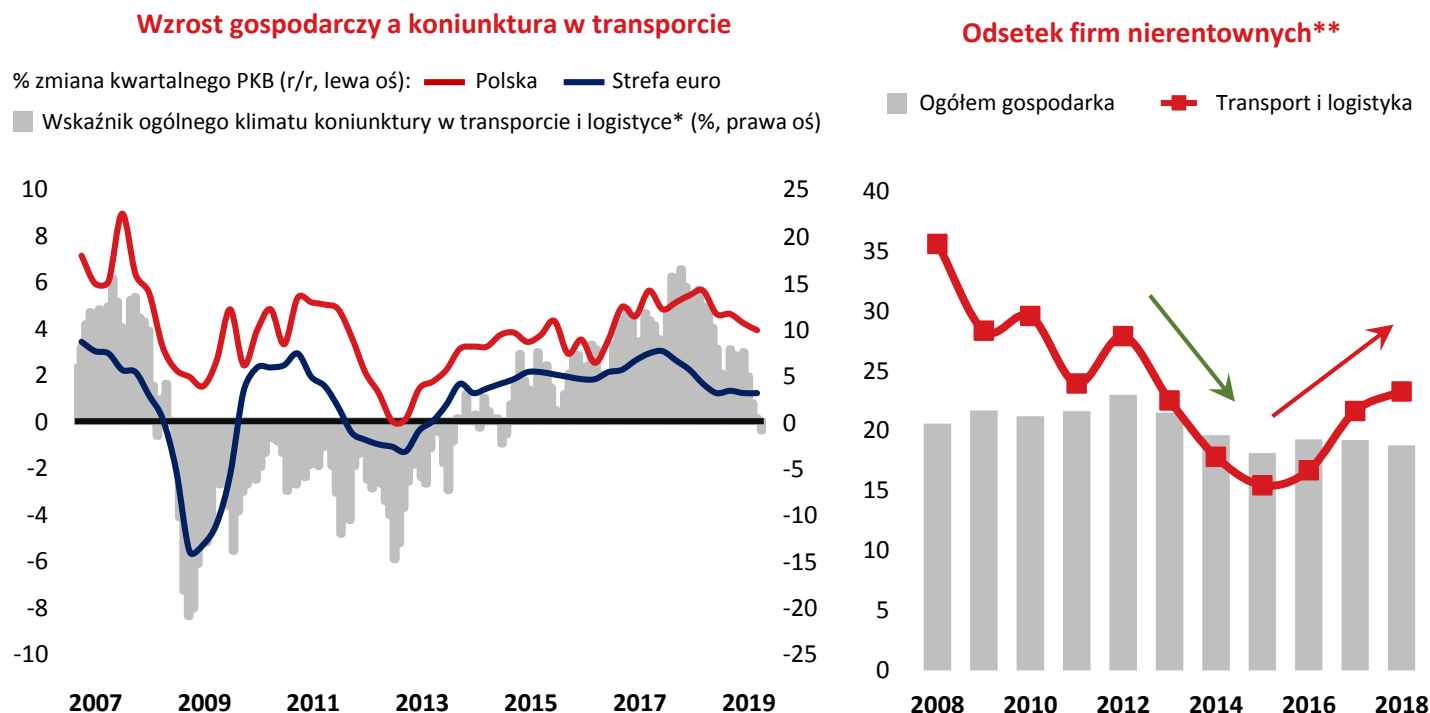 Wzrost gospodarczy a koniunktura w transporcie
% zmiana kwartalnego PKB (r/r, lewa oś): Polska Strefa euro
Wskaźnik ogólnego klimatu koniunktury w transporcie i logistyce* (%, prawa oś)
10 25
8 20
6 15
4 10
2 5
0 0
-2 -5
-4 -10
-6 -15
-8 -20
-10 -25
2007 2009 2011 2013 2015 2017 2019
Odsetek firm nierentownych**
Ogółem gospodarka Transport i logistyka
40
35
30
25
20
15
10
5
0
2008 2010 2012 2014 2016 2018